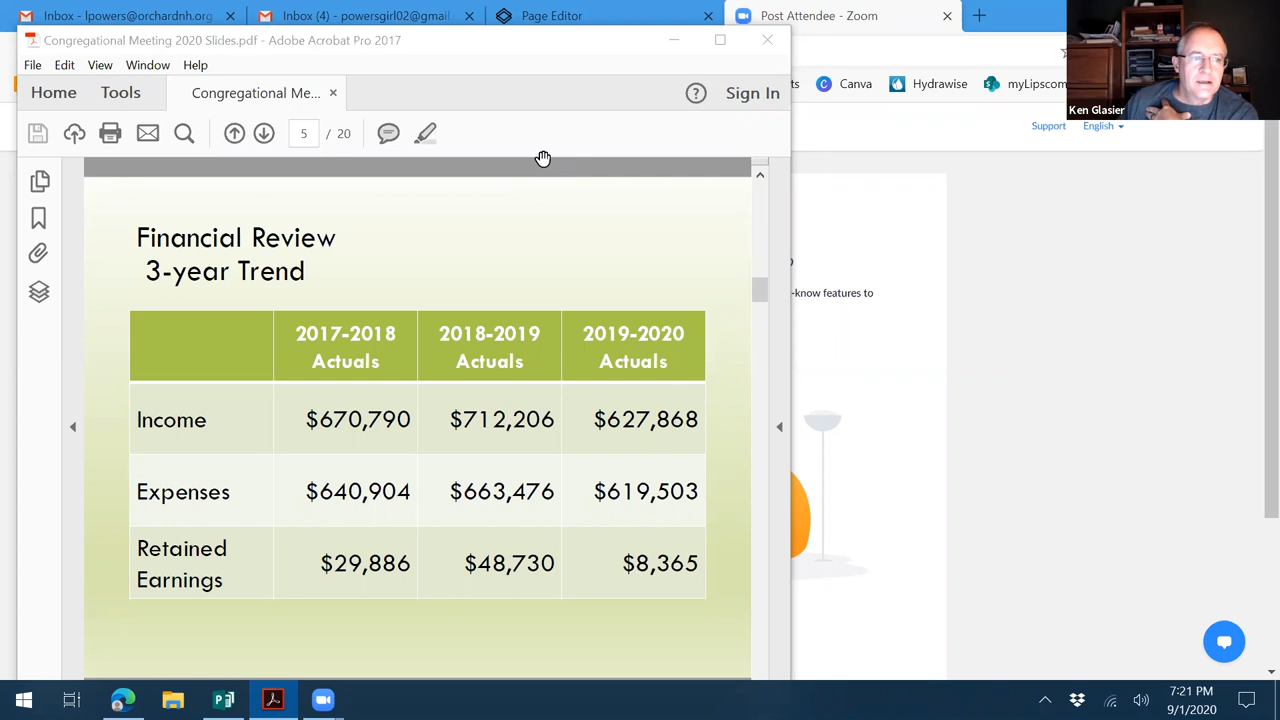 Inbox - lpowers@orchardnh.org
Inbox (4) - lpowersgirl02@gmail.
Page Editor
Post Attendee - Zoom
Congregational Meeting 2020 Slides.pdf - Adobe Acrobat Pro 2017
File Edit View Window Help
Home Tools Congregational Me... Sign In
5 / 20
Canva Hydrawise myLipscom
Ken Glasier
Support English
-know features to
Financial Review
3-year Trend
2017-2018 Actuals 2018-2019 Actuals 2019-2020 Actuals
Income $670,790 $712,206 $627,868
Expenses $640,904 $663,476 $619,503
Retained Earnings $29,886 $48,730 $8,365
7:21 PM
9/1/2020